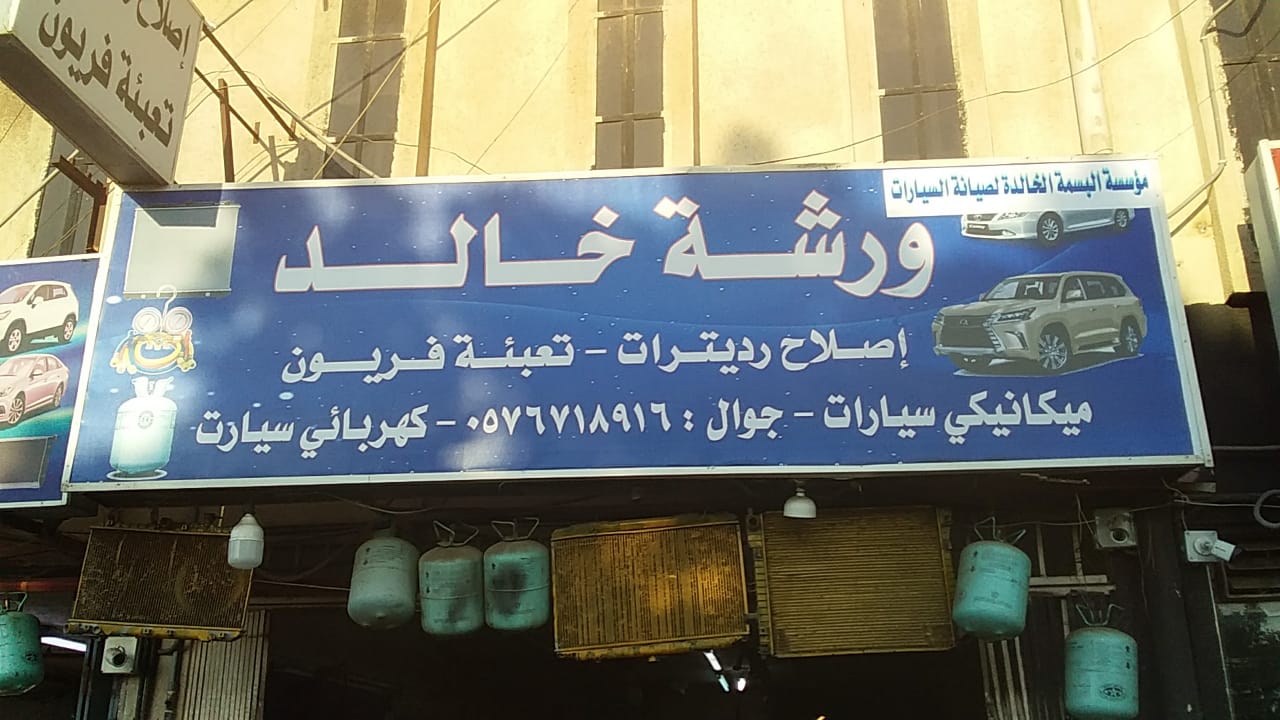 إصلاح
تعبئة فريون
مؤسسة البسمة الخالدة لصيانة السيارات
ورشة خالد
إصلاح رديترات - تعبئة فريون
ميكانيكي سيارات - جوال : ٠٥٧٦٧١٨٩١٦ - كهربائي سيارت